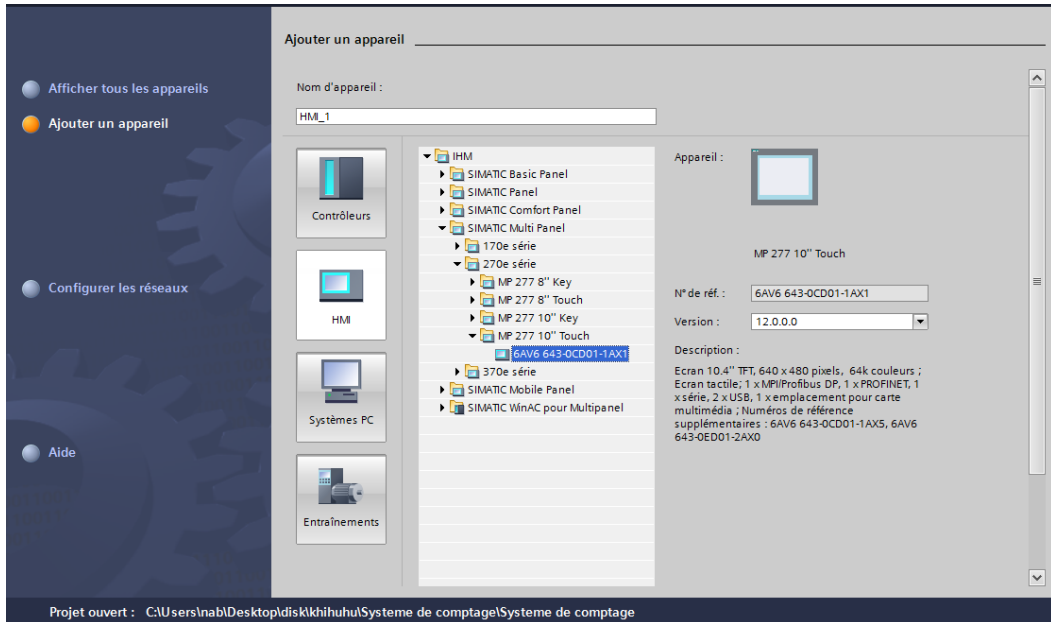 Ajouter un appareil
Afficher tous les appareils
Ajouter un appareil
Configurer les réseaux
Aide
Nom d'appareil :
HMI_1
Contrôleurs
HMI
Systèmes PC
Entraînements
IHM
SIMATIC Basic Panel
SIMATIC Panel
SIMATIC Comfort Panel
SIMATIC Multi Panel
170e série
270e série
MP 277 8'' Key
MP 277 8'' Touch
MP 277 10'' Key
MP 277 10'' Touch
6AV6 643-0CD01-1AX1
370e série
SIMATIC Mobile Panel
SIMATIC WinAC pour Multipanel
Appareil :
MP 277 10'' Touch
N° de réf. :
6AV6 643-0CD01-1AX1
Version :
12.0.0.0
Description :
Ecran 10.4'' TFT, 640 x 480 pixels, 64k couleurs ;
Ecran tactile; 1 x MPI/Profibus DP, 1 x PROFINET, 1
x série, 2 x USB, 1 x emplacement pour carte
multimédia ; Numéros de référence
supplémentaires : 6AV6 643-0CD01-1AX5, 6AV6
643-0ED01-2AX0
Projet ouvert : C:\Users\nab\Desktop\disk\khihuhu\Systeme de comptage\Systeme de comptage